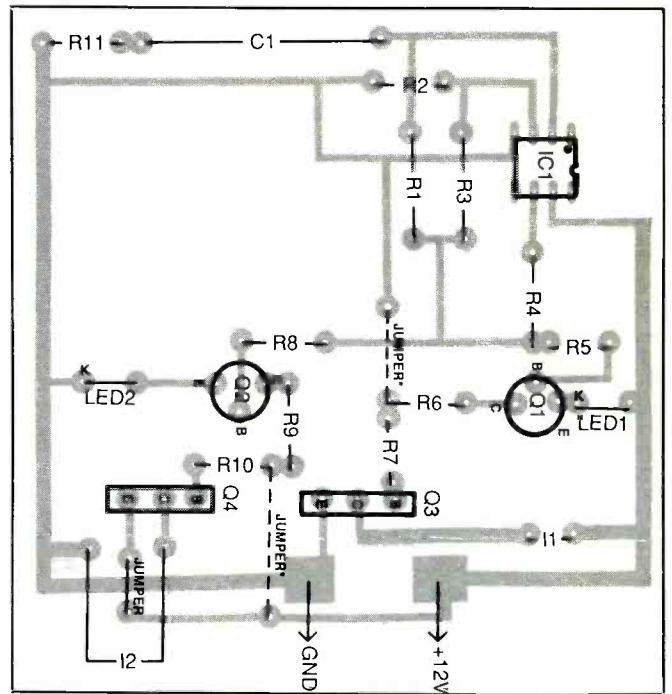 R11
C1
R2
IC1
R1
R3
R4
R8
JUMPER*
R5
K
LED2
Q2
B
R9
R6
C
B
Q1
E
K
LED1
R10
R7
Q4
JUMPER*
E
C
B
Q3
JUMPER
I1
I2
GND
+12V